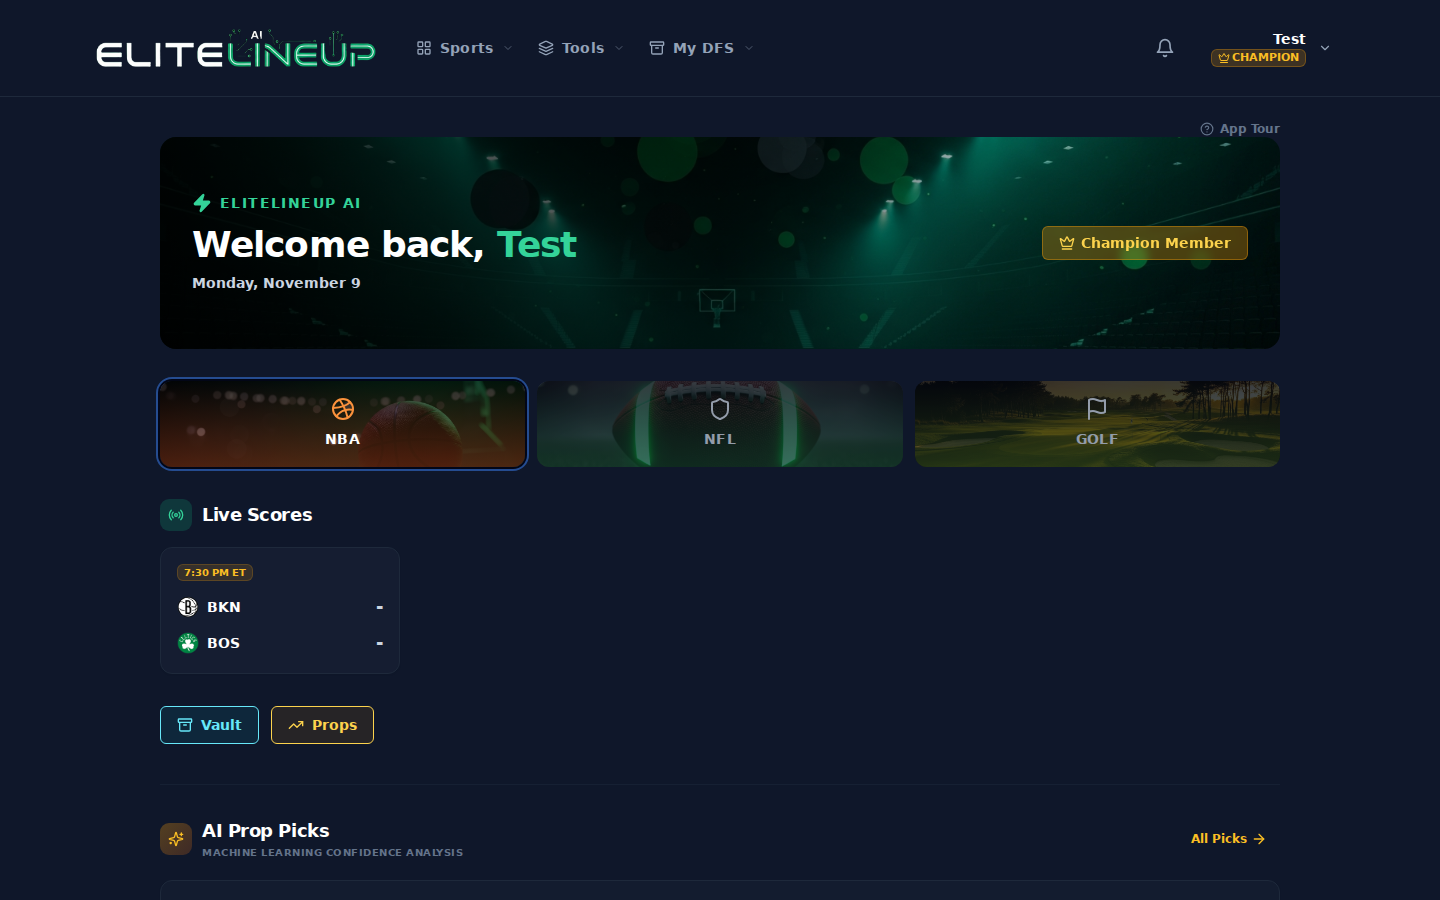 ELITELINEUP AI
Sports
Tools
My DFS
Test
CHAMPION
App Tour
ELITELINEUP AI
Welcome back, Test
Monday, November 9
Champion Member
NBA
NFL
GOLF
Live Scores
7:30 PM ET
BKN -
BOS -
Vault
Props
AI Prop Picks
MACHINE LEARNING CONFIDENCE ANALYSIS
All Picks